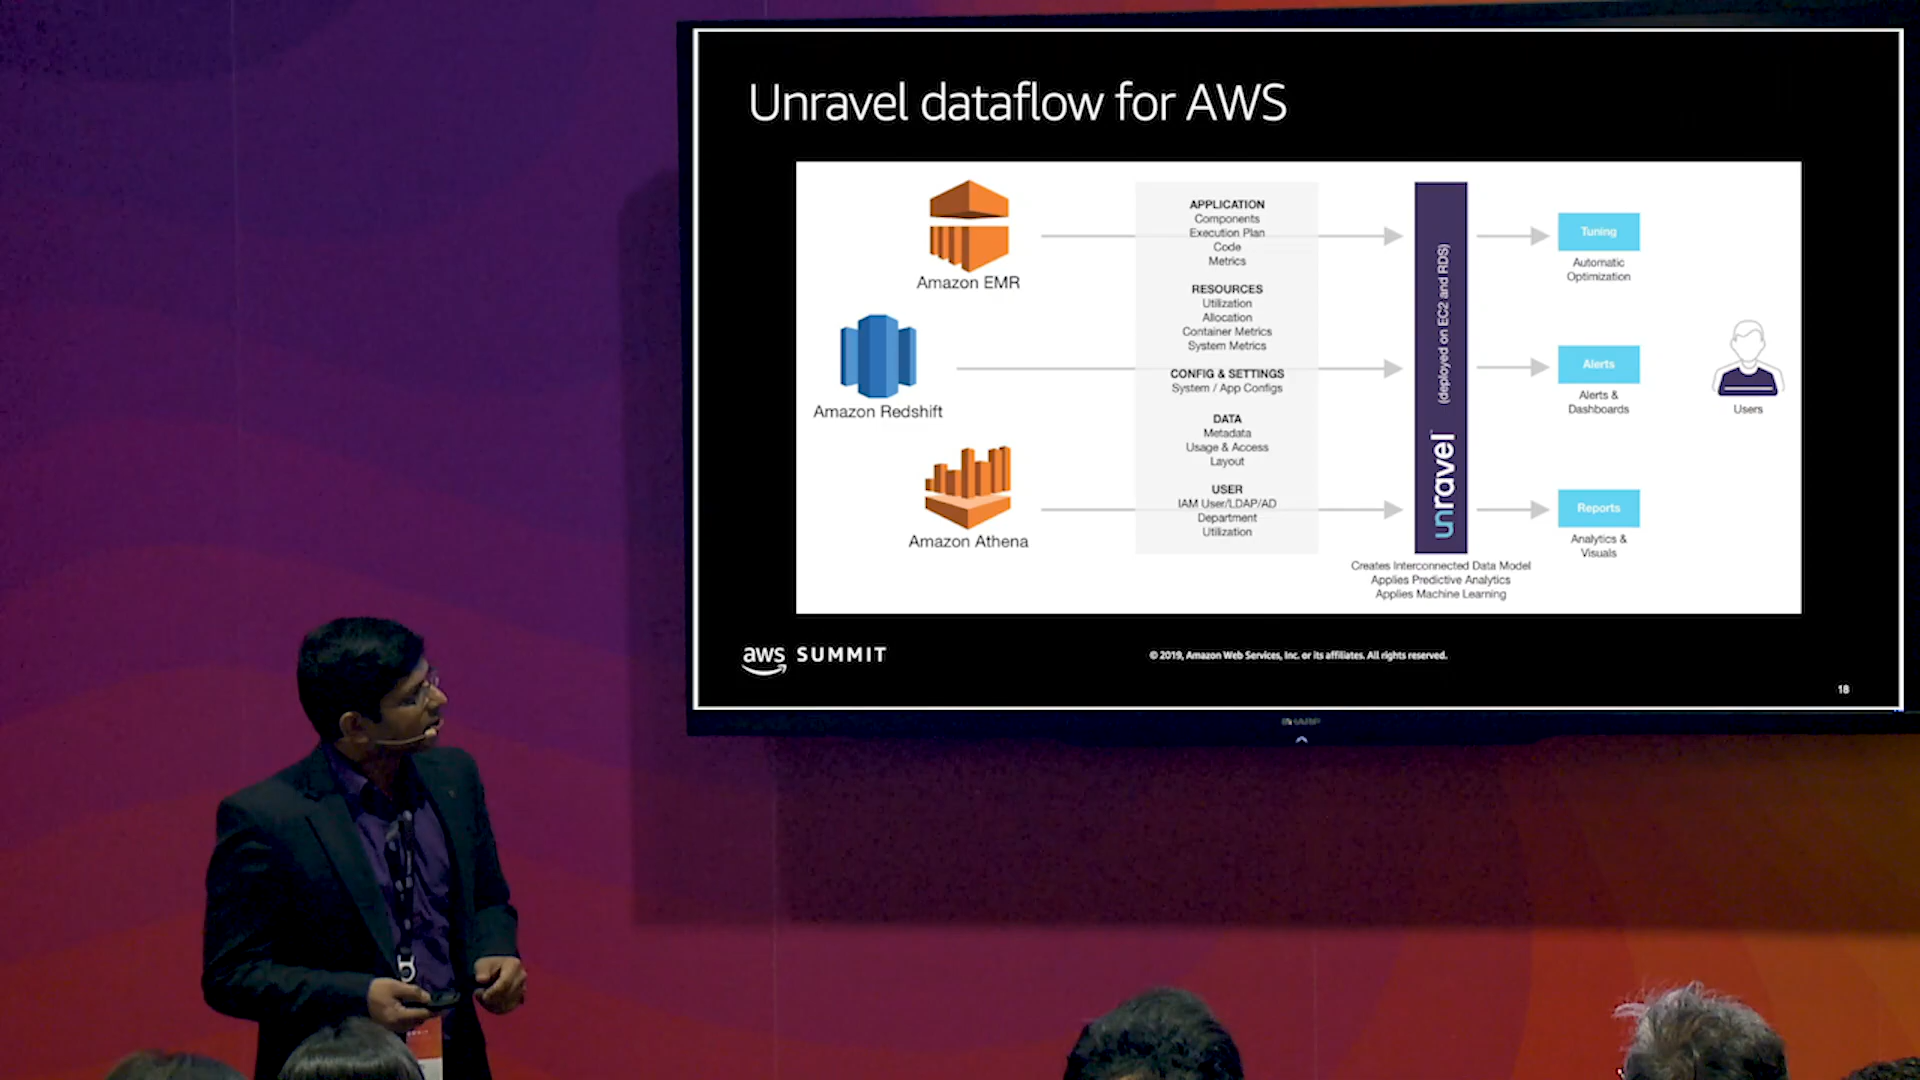 Unravel dataflow for AWS
Amazon EMR
Amazon Redshift
Amazon Athena
APPLICATION
Components
Execution Plan
Code
Metrics
RESOURCES
Utilization
Allocation
Container Metrics
System Metrics
CONFIG & SETTINGS
System / App Configs
DATA
Metadata
Usage & Access
Layout
USER
IAM User/LDAP/AD
Department
Utilization
unravel (deployed on EC2 and RDS)
Creates Interconnected Data Model
Applies Predictive Analytics
Applies Machine Learning
Tuning
Automatic
Optimization
Alerts
Alerts &
Dashboards
Reports
Analytics &
Visuals
Users
aws SUMMIT
© 2019, Amazon Web Services, Inc. or its affiliates. All rights reserved.
18
SHARP